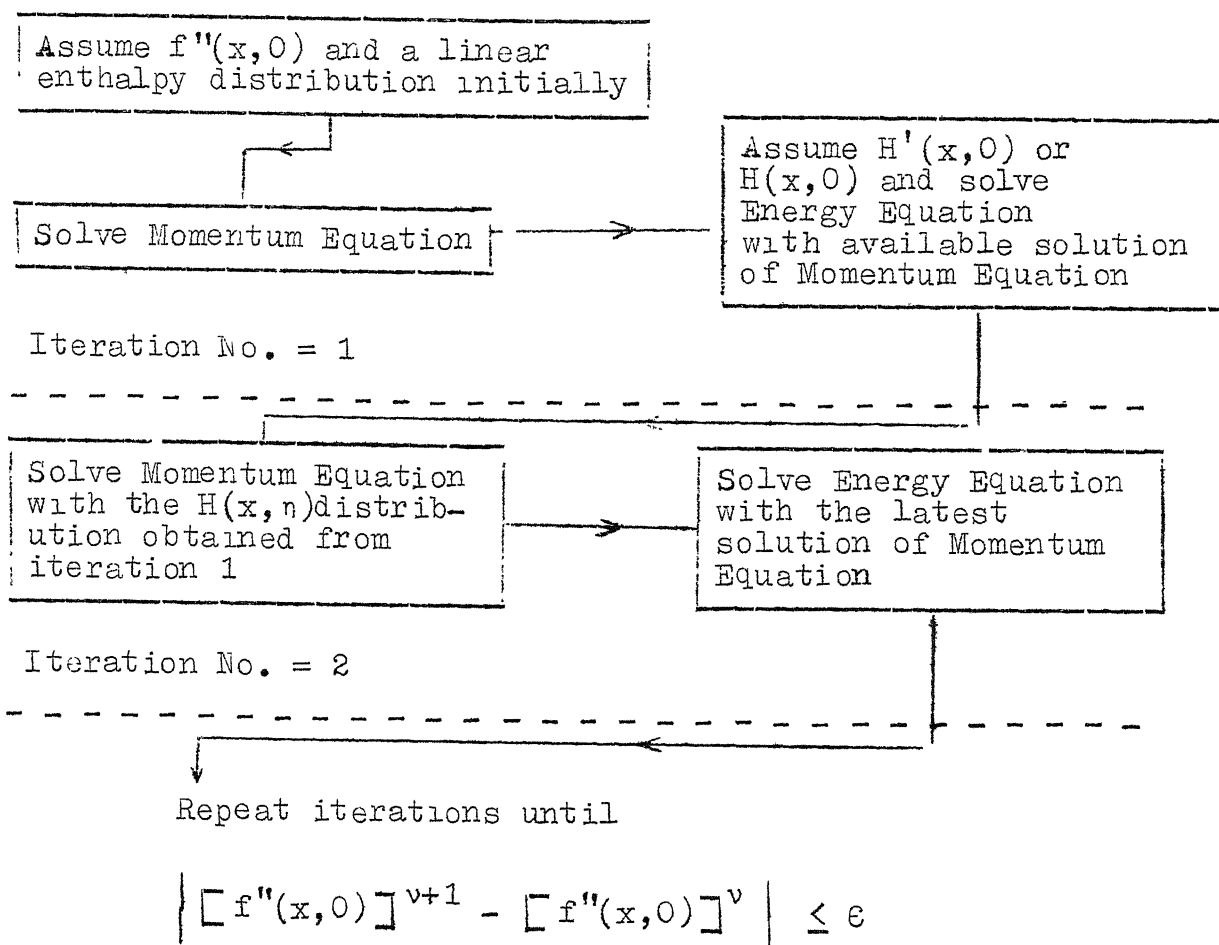 Assume f"(x,0) and a linear
enthalpy distribution initially
Solve Momentum Equation
Assume H'(x,0) or
H(x,0) and solve
Energy Equation
with available solution
of Momentum Equation
Iteration No. = 1
Solve Momentum Equation
with the H(x,η)distrib-
ution obtained from
iteration 1
Solve Energy Equation
with the latest
solution of Momentum
Equation
Iteration No. = 2
Repeat iterations until
| [f"(x,0)]^ν+1 - [f"(x,0)]^ν | ≤ ϵ